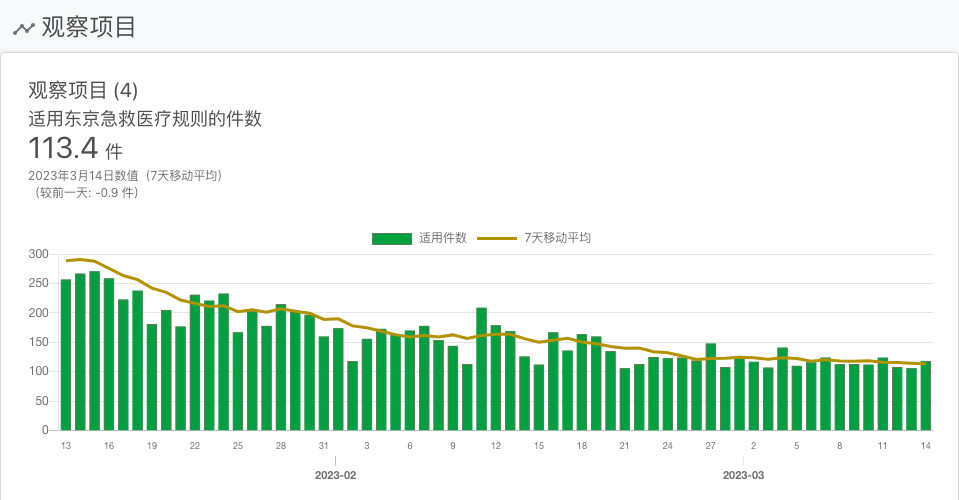 观察项目
观察项目 (4)
适用东京急救医疗规则的件数
113.4 件
2023年3月14日数值（7天移动平均）
（较前一天: -0.9 件）
适用件数 7天移动平均
300
250
200
150
100
50
0
13 16 19 22 25 28 31 3 6 9 12 15 18 21 24 27 2 5 8 11 14
2023-02 2023-03